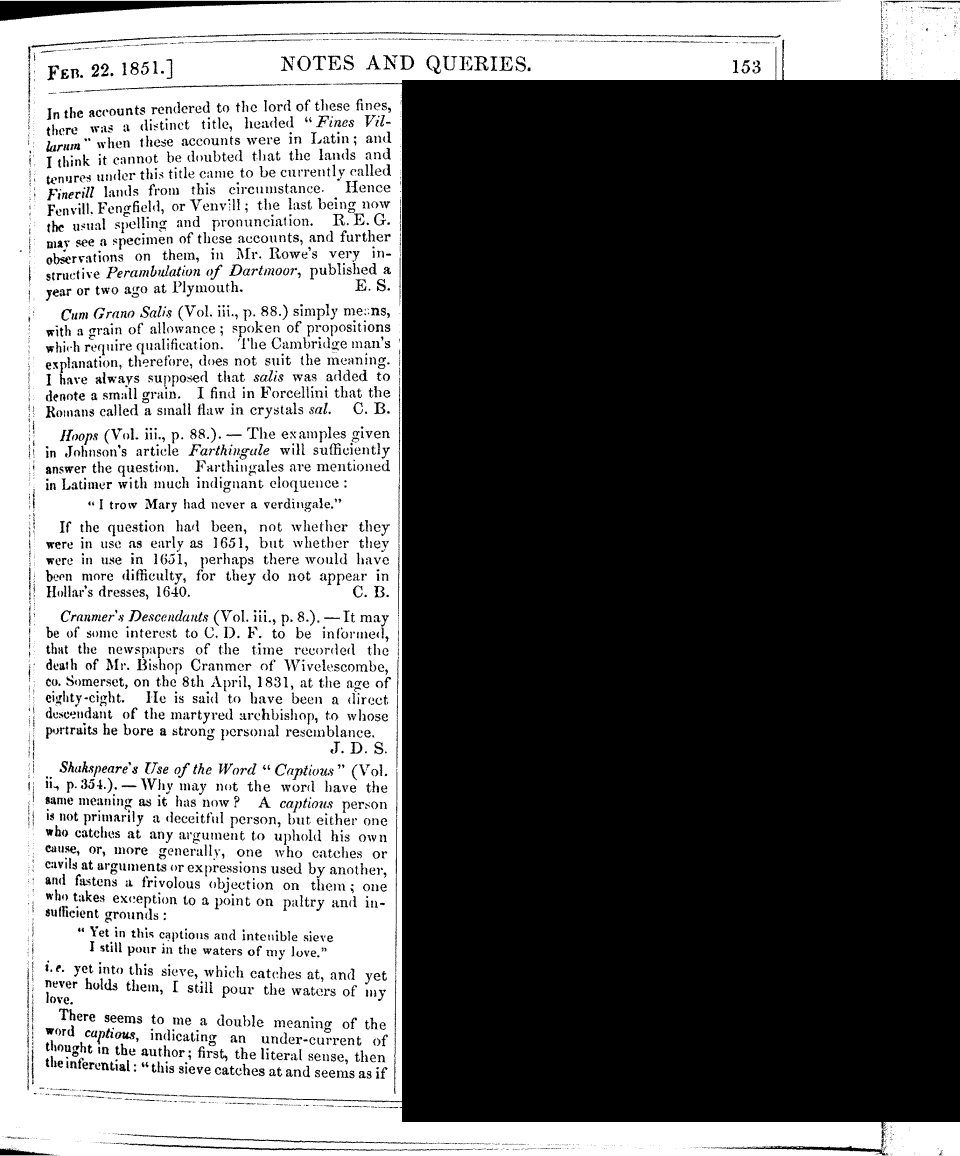 FEB. 22. 1851.]
NOTES AND QUERIES.
153
In the accounts rendered to the lord of these fines,
there was a distinct title, headed "Fines Vil-
larum" when these accounts were in Latin; and
I think it cannot be doubted that the lands and
tenures under this title came to be currently called
Finevill lands from this circumstance. Hence
Fenvill, Fengfield, or Venvill; the last being now
the usual spelling and pronunciation. R. E. G.
may see a specimen of these accounts, and further
observations on them, in Mr. Rowe's very in-
structive Perambulation of Dartmoor, published a
year or two ago at Plymouth. E. S.
Cum Grano Salis (Vol. iii., p. 88.) simply means,
with a grain of allowance; spoken of propositions
which require qualification. The Cambridge man's
explanation, therefore, does not suit the meaning.
I have always supposed that salis was added to
denote a small grain. I find in Forcellini that the
Romans called a small flaw in crystals sal. C. B.
Hoops (Vol. iii., p. 88.). — The examples given
in Johnson's article Farthingale will sufficiently
answer the question. Farthingales are mentioned
in Latimer with much indignant eloquence:
"I trow Mary had never a verdingale."
If the question had been, not whether they
were in use as early as 1651, but whether they
were in use in 1651, perhaps there would have
been more difficulty, for they do not appear in
Hollar's dresses, 1640. C. B.
Cranmer's Descendants (Vol. iii., p. 8.). — It may
be of some interest to C. D. F. to be informed,
that the newspapers of the time recorded the
death of Mr. Bishop Cranmer of Wivelescombe,
co. Somerset, on the 8th April, 1831, at the age of
eighty-eight. He is said to have been a direct
descendant of the martyred archbishop, to whose
portraits he bore a strong personal resemblance.
J. D. S.
Shakspeare's Use of the Word "Captious" (Vol.
ii., p. 354.). — Why may not the word have the
same meaning as it has now? A captious person
is not primarily a deceitful person, but either one
who catches at any argument to uphold his own
cause, or, more generally, one who catches or
cavils at arguments or expressions used by another,
and fastens a frivolous objection on them; one
who takes exception to a point on paltry and in-
sufficient grounds:
"Yet in this captious and intenible sieve
I still pour in the waters of my love."
i. e. yet into this sieve, which catches at, and yet
never holds them, I still pour the waters of my
love.
There seems to me a double meaning of the
word captious, indicating an under-current of
thought in the author; first, the literal sense, then
the inferential: "this sieve catches at and seems as if